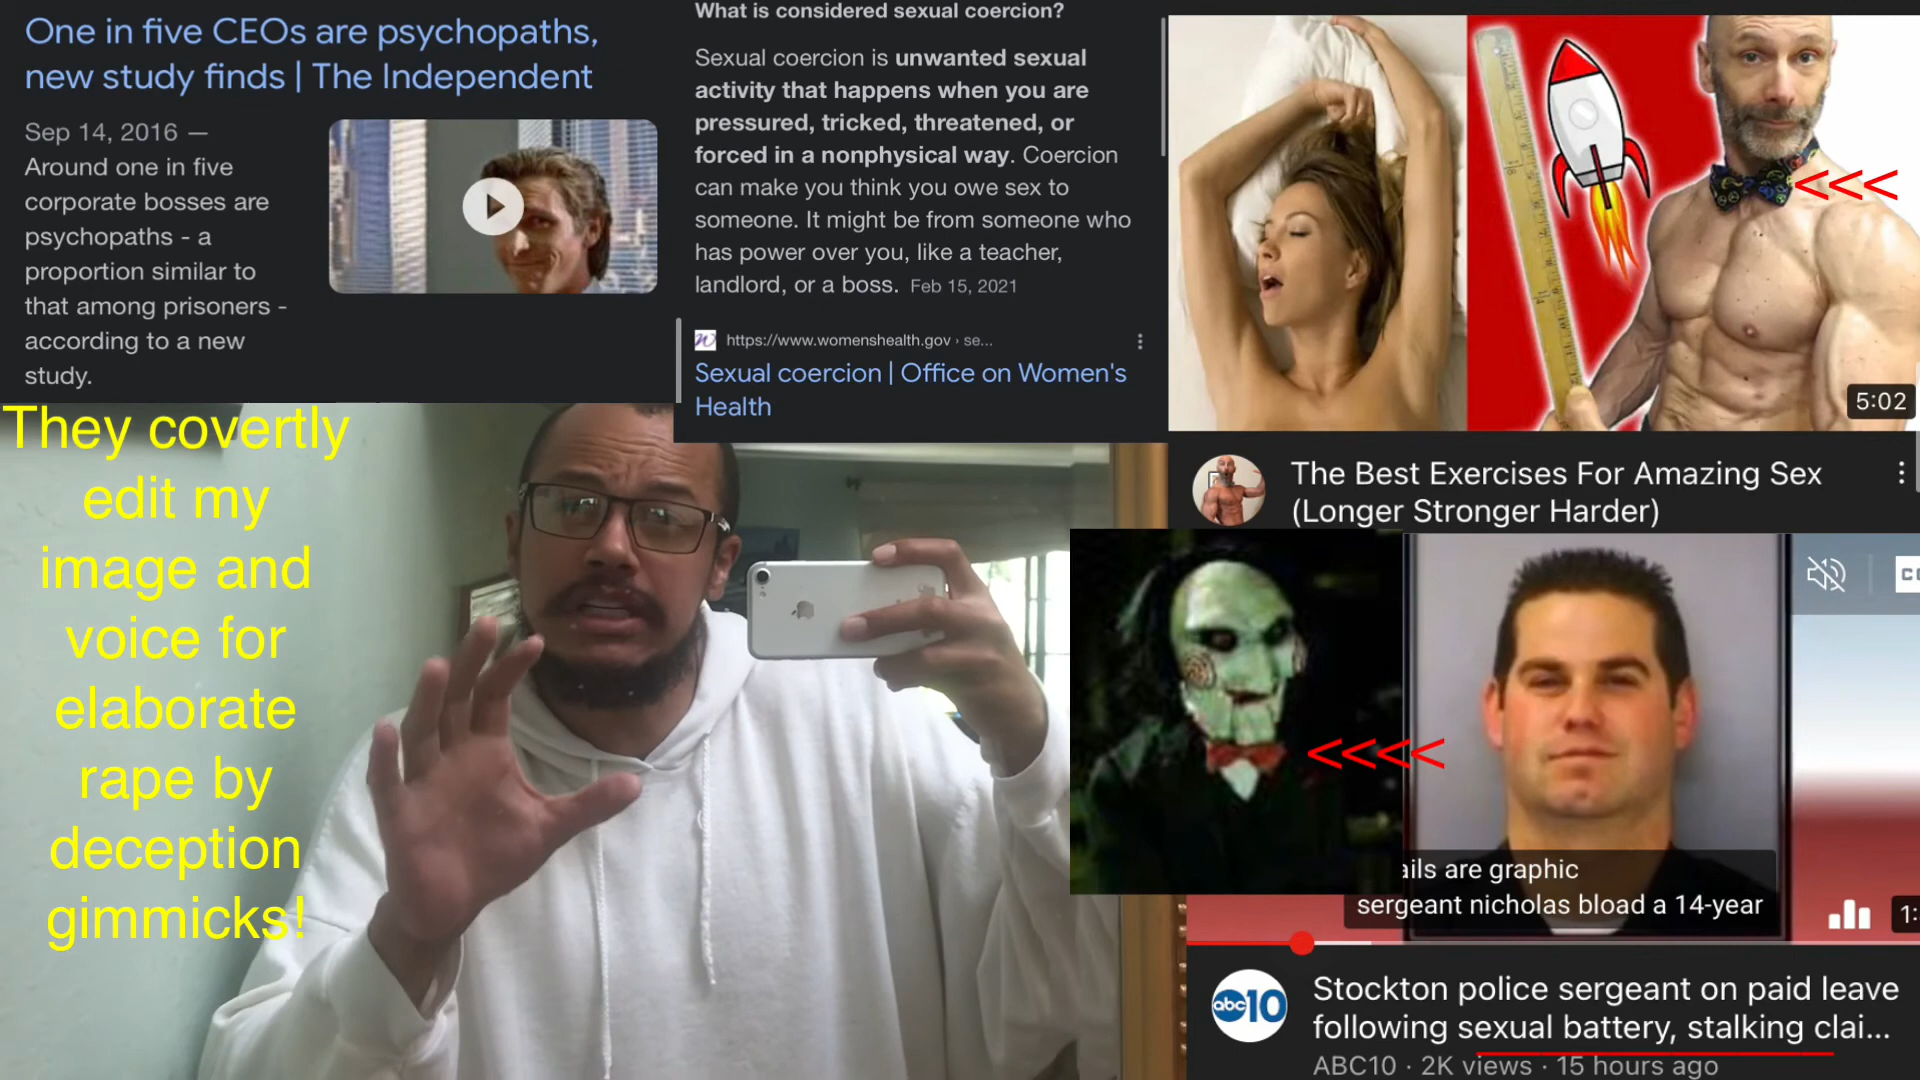 One in five CEOs are psychopaths,
new study finds | The Independent
Sep 14, 2016 —
Around one in five
corporate bosses are
psychopaths - a
proportion similar to
that among prisoners -
according to a new
study.
What is considered sexual coercion?
Sexual coercion is unwanted sexual
activity that happens when you are
pressured, tricked, threatened, or
forced in a nonphysical way. Coercion
can make you think you owe sex to
someone. It might be from someone who
has power over you, like a teacher,
landlord, or a boss. Feb 15, 2021
https://www.womenshealth.gov › se...
Sexual coercion | Office on Women's
Health
<<<
5:02
The Best Exercises For Amazing Sex
(Longer Stronger Harder)
They covertly
edit my
image and
voice for
elaborate
rape by
deception
gimmicks!
<<<<
ails are graphic
sergeant nicholas bload a 14-year
1:
abc10
Stockton police sergeant on paid leave
following sexual battery, stalking clai...
ABC10 · 2K views · 15 hours ago